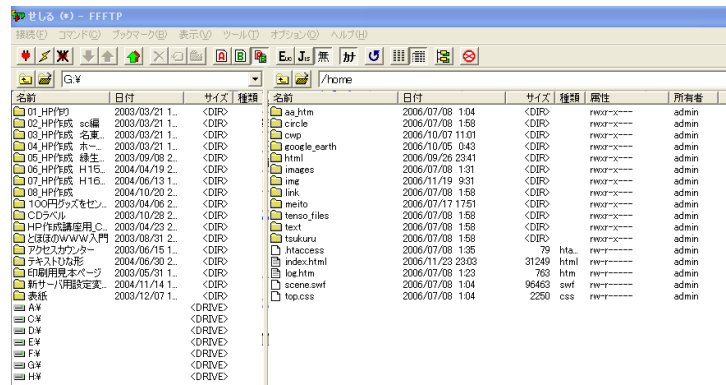 せしる (*) - FFFTP
接続(F) コマンド(C) ブックマーク(B) 表示(V) ツール(T) オプション(O) ヘルプ(H)
A B Euc Jis 無 カナ
G:¥ /home
名前 日付 サイズ 種類 名前 日付 サイズ 種類 属性 所有者
01_HP作り 2003/03/21 1... <DIR> aa_htm 2006/07/08 1:04 <DIR> rwxr-x--- admin
02_HP作成 sc編 2003/03/21 1... <DIR> circle 2006/07/08 1:58 <DIR> rwxr-x--- admin
03_HP作成 名東... 2003/03/21 1... <DIR> cwp 2006/10/07 11:01 <DIR> rwxr-x--- admin
04_HP作成 ホー... 2003/03/21 1... <DIR> google_earth 2006/10/05 0:43 <DIR> rwxr-x--- admin
05_HP作成 緑生... 2003/09/08 2... <DIR> html 2006/09/26 23:41 <DIR> rwxr-x--- admin
06_HP作成 H15... 2004/04/19 2... <DIR> images 2006/07/08 1:31 <DIR> rwxr-x--- admin
07_HP作成 H16... 2004/06/13 1... <DIR> img 2006/11/19 9:31 <DIR> rwxr-x--- admin
08_HP作成 2004/10/20 2... <DIR> link 2006/07/08 1:58 <DIR> rwxr-x--- admin
100円グッズをセン... 2003/04/06 2... <DIR> meito 2006/07/17 17:51 <DIR> rwxr-x--- admin
CDラベル 2003/10/28 2... <DIR> tenso_files 2006/07/08 1:58 <DIR> rwxr-x--- admin
HP作成講座用_C... 2003/04/23 2... <DIR> text 2006/07/08 1:58 <DIR> rwxr-x--- admin
とほほのWWW入門 2003/08/31 2... <DIR> tsukuru 2006/07/08 1:58 <DIR> rwxr-x--- admin
アクセスカウンター 2003/06/15 1... <DIR> .htaccess 2006/07/08 1:35 79 hta... rw-r----- admin
テキストひな形 2004/06/30 2... <DIR> index.html 2006/11/23 23:03 31249 html rw-r----- admin
印刷用見本ページ 2003/05/31 1... <DIR> log.htm 2006/07/08 1:23 763 htm rw-r----- admin
新サーバ用設定変... 2004/11/14 1... <DIR> scene.swf 2006/07/08 1:04 96463 swf rw-r----- admin
表紙 2003/12/07 1... <DIR> top.css 2006/07/08 1:04 2250 css rw-r----- admin
A:¥ <DRIVE>
C:¥ <DRIVE>
D:¥ <DRIVE>
E:¥ <DRIVE>
F:¥ <DRIVE>
G:¥ <DRIVE>
H:¥ <DRIVE>